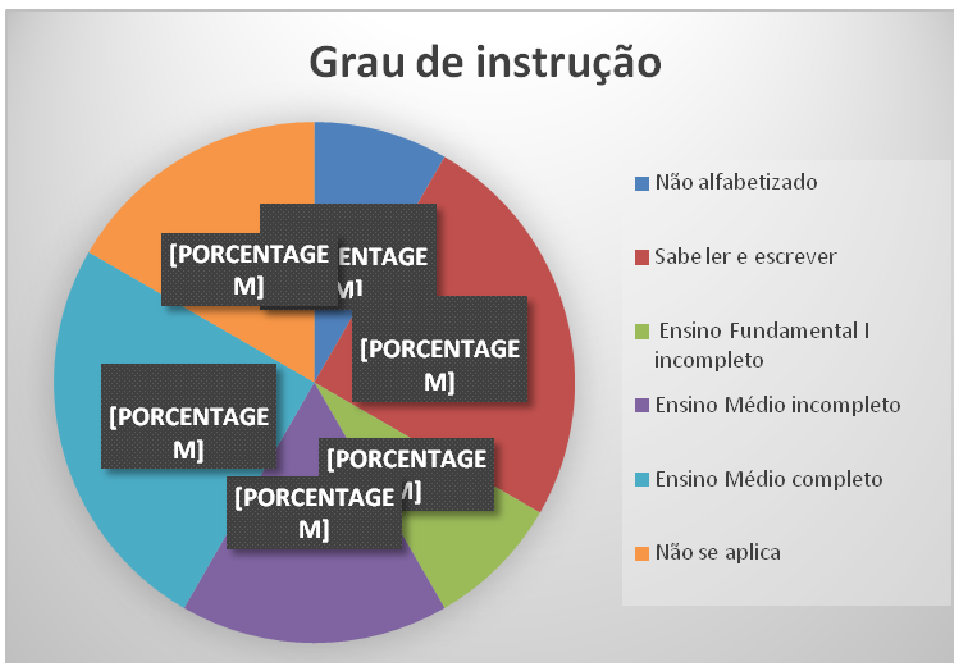 Grau de instrução
[PORCENTAGE
M]
ENTAGE
M]
[PORCENTAGE
M]
[PORCENTAGE
M]
[PORCENTAGE
M]
[PORCENTAGE
M]
Não alfabetizado
Sabe ler e escrever
Ensino Fundamental I
incompleto
Ensino Médio incompleto
Ensino Médio completo
Não se aplica